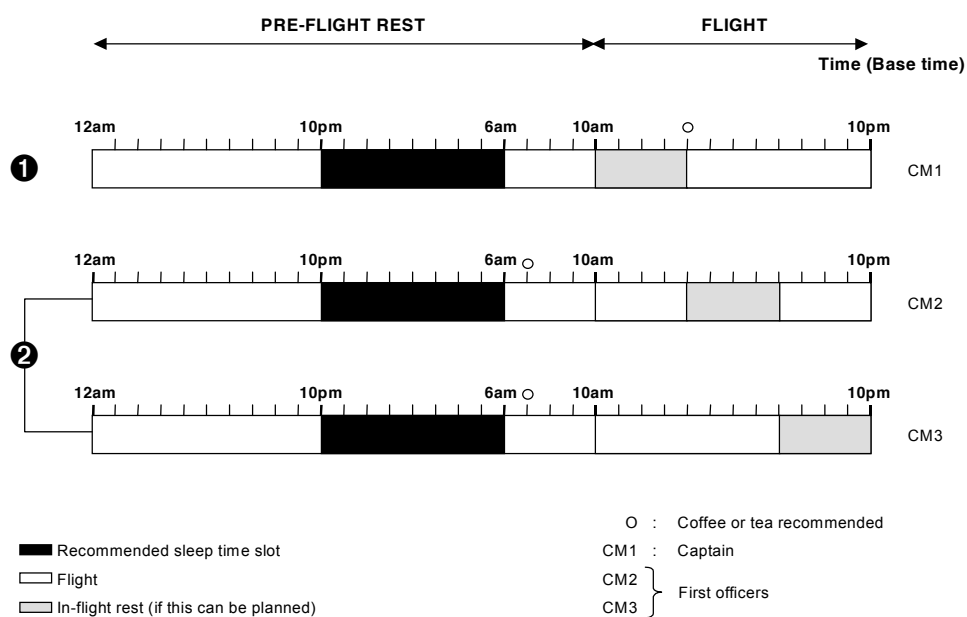 PRE-FLIGHT REST FLIGHT
Time (Base time)
12am 10pm 6am 10am O 10pm
❶ CM1
12am 10pm 6am O 10am 10pm
CM2
❷
12am 10pm 6am O 10am 10pm
CM3
O : Coffee or tea recommended
Recommended sleep time slot CM1 : Captain
Flight CM2
First officers
In-flight rest (if this can be planned) CM3